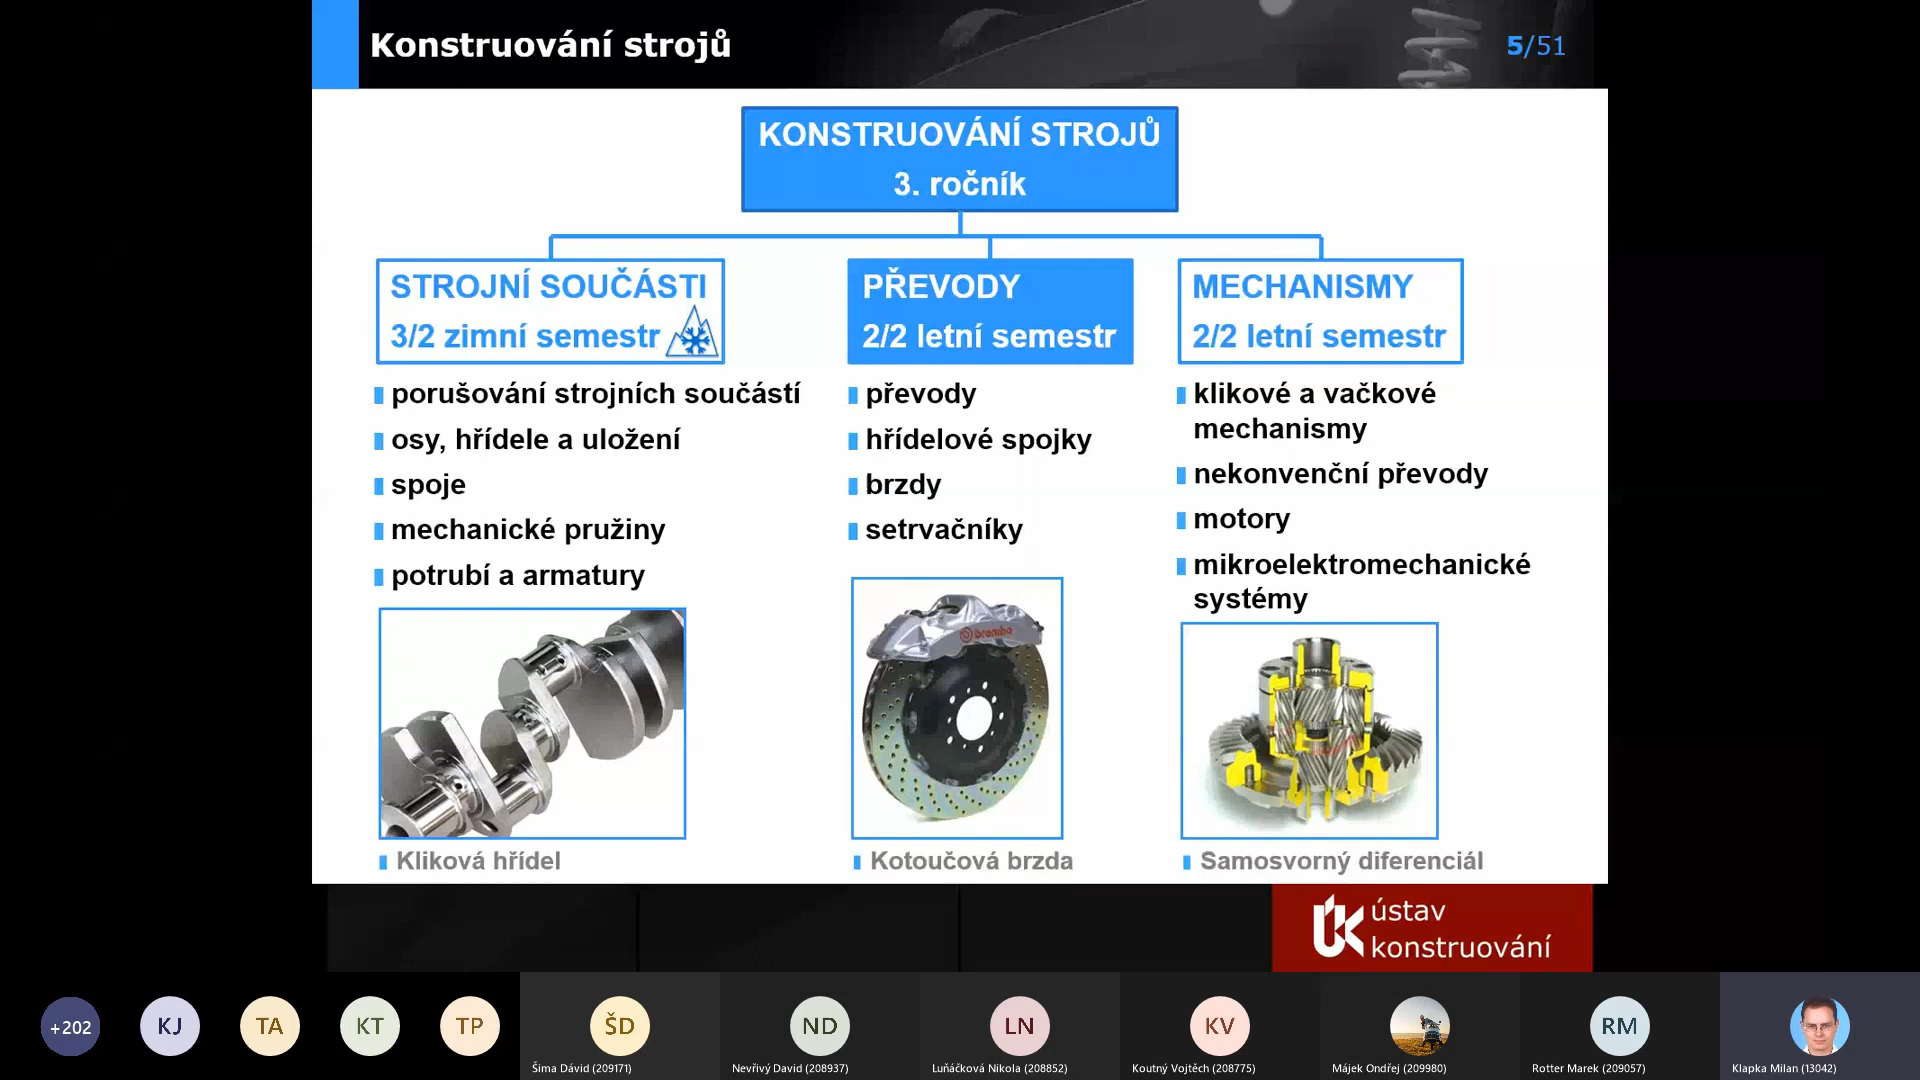 Konstruování strojů
5/51
KONSTRUOVÁNÍ STROJŮ
3. ročník
STROJNÍ SOUČÁSTI
3/2 zimní semestr
porušování strojních součástí
osy, hřídele a uložení
spoje
mechanické pružiny
potrubí a armatury
Kliková hřídel
PŘEVODY
2/2 letní semestr
převody
hřídelové spojky
brzdy
setrvačníky
brembo
Kotoučová brzda
MECHANISMY
2/2 letní semestr
klikové a vačkové
mechanismy
nekonvenční převody
motory
mikroelektromechanické
systémy
Samosvorný diferenciál
ÚK
ústav
konstruování
+202
KJ
TA
KT
TP
ŠD
Šima Dávid (209171)
ND
Nevřivý David (208937)
LN
Luňáčková Nikola (208852)
KV
Koutný Vojtěch (208775)
Májek Ondřej (209980)
RM
Rotter Marek (209057)
Klapka Milan (13042)